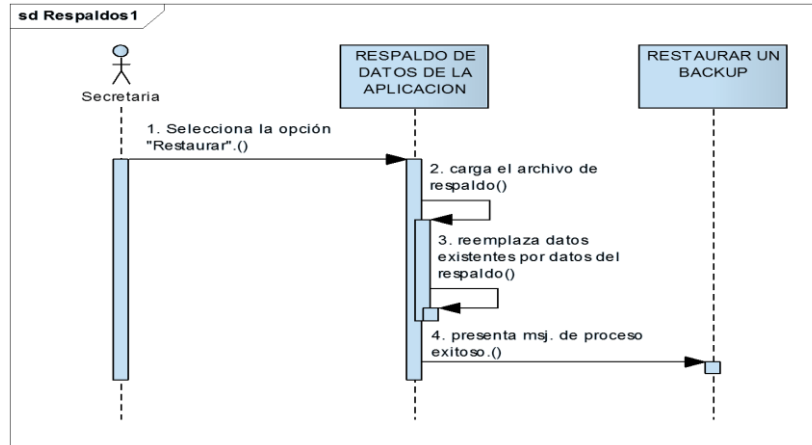 sd Respaldos1
Secretaria
RESPALDO DE
DATOS DE LA
APLICACION
RESTAURAR UN
BACKUP
1. Selecciona la opción
"Restaurar".()
2. carga el archivo de
respaldo()
3. reemplaza datos
existentes por datos del
respaldo()
4. presenta msj. de proceso
exitoso.()